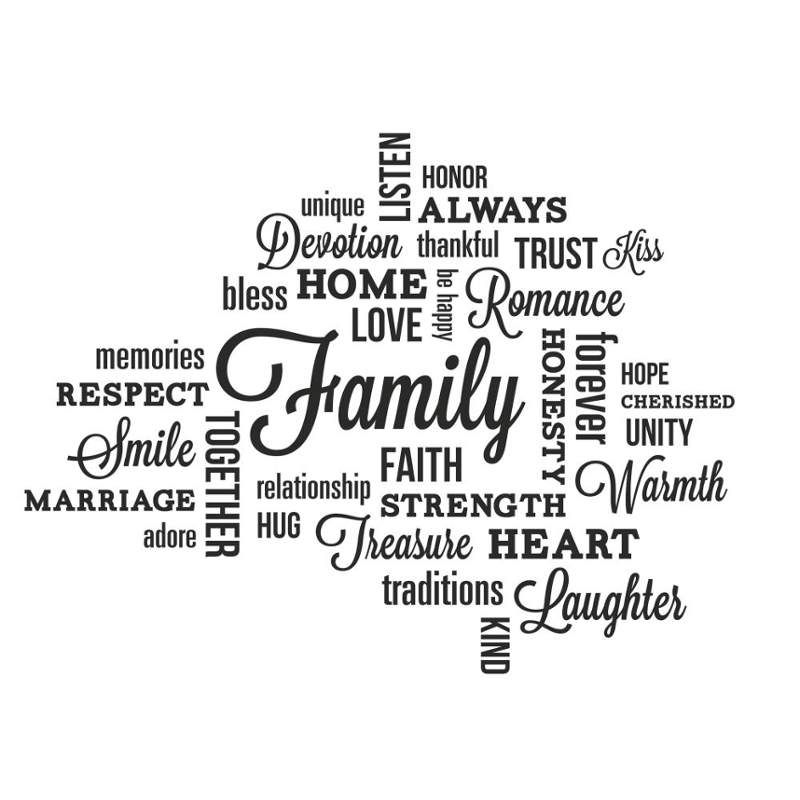 LISTEN
HONOR
unique
ALWAYS
Devotion
thankful
TRUST
Kiss
bless
HOME
be happy
Romance
LOVE
memories
Family
HONESTY
forever
HOPE
RESPECT
CHERISHED
Smile
TOGETHER
UNITY
FAITH
relationship
Warmth
MARRIAGE
STRENGTH
adore
HUG
Treasure
HEART
traditions
Laughter
KIND